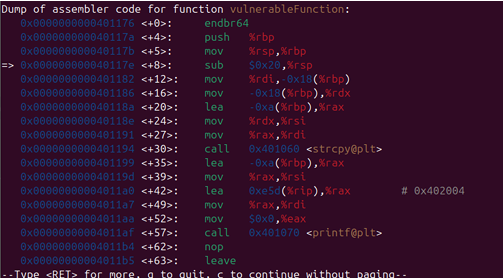 Dump of assembler code for function vulnerableFunction:
0x0000000000401176 <+0>: endbr64
0x000000000040117a <+4>: push %rbp
0x000000000040117b <+5>: mov %rsp,%rbp
=> 0x000000000040117e <+8>: sub $0x20,%rsp
0x0000000000401182 <+12>: mov %rdi,-0x18(%rbp)
0x0000000000401186 <+16>: mov -0x18(%rbp),%rdx
0x000000000040118a <+20>: lea -0xa(%rbp),%rax
0x000000000040118e <+24>: mov %rdx,%rsi
0x0000000000401191 <+27>: mov %rax,%rdi
0x0000000000401194 <+30>: call 0x401060 <strcpy@plt>
0x0000000000401199 <+35>: lea -0xa(%rbp),%rax
0x000000000040119d <+39>: mov %rax,%rsi
0x00000000004011a0 <+42>: lea 0xe5d(%rip),%rax # 0x402004
0x00000000004011a7 <+49>: mov %rax,%rdi
0x00000000004011aa <+52>: mov $0x0,%eax
0x00000000004011af <+57>: call 0x401070 <printf@plt>
0x00000000004011b4 <+62>: nop
0x00000000004011b5 <+63>: leave
--Type <RET> for more, q to quit, c to continue without paging--